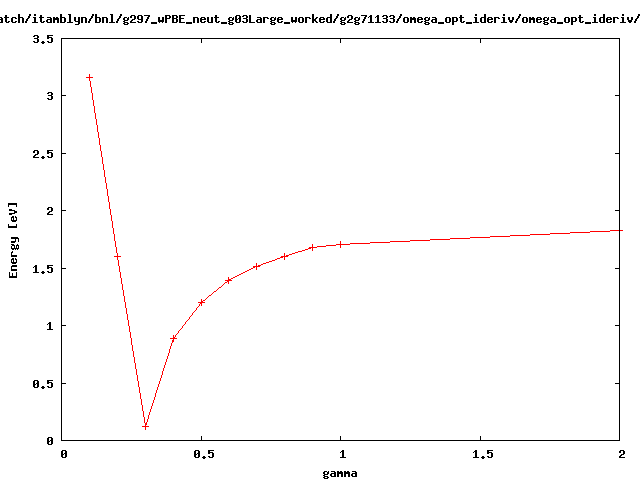 atch/itamblyn/bnl/g297_wPBE_neut_g03Large_worked/g2g71133/omega_opt_ideriv/omega_opt_ideriv/
3.5
3
2.5
2
1.5
1
0.5
0
Energy [eV]
0 0.5 1 1.5 2
gamma